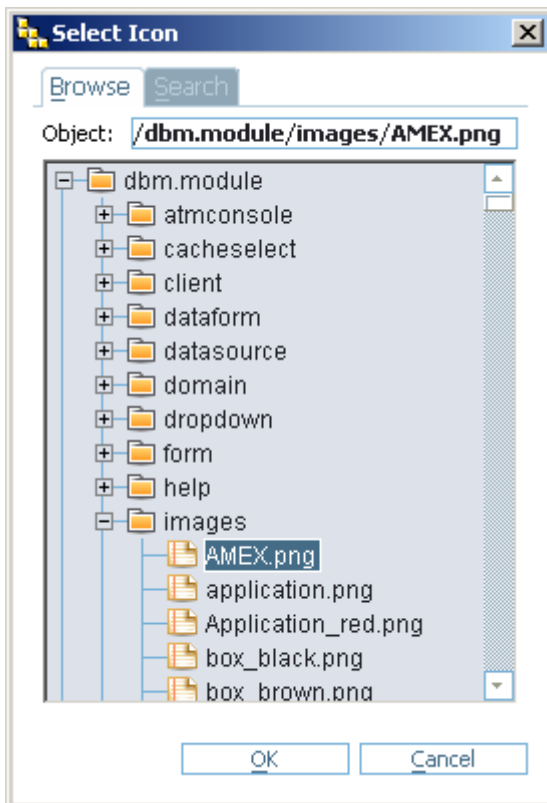 Select Icon
Browse Search
Object: /dbm.module/images/AMEX.png
dbm.module
atmconsole
cacheselect
client
dataform
datasource
domain
dropdown
form
help
images
AMEX.png
application.png
Application_red.png
box_black.png
box_brown.png
OK Cancel